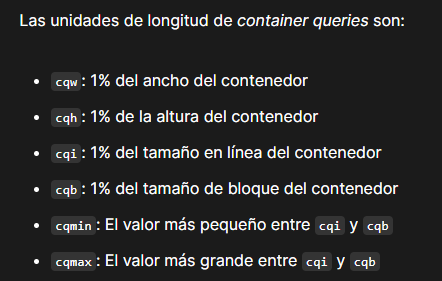 Las unidades de longitud de container queries son:
• cqw: 1% del ancho del contenedor
• cqh: 1% de la altura del contenedor
• cqi: 1% del tamaño en línea del contenedor
• cqb: 1% del tamaño de bloque del contenedor
• cqmin: El valor más pequeño entre cqi y cqb
• cqmax: El valor más grande entre cqi y cqb